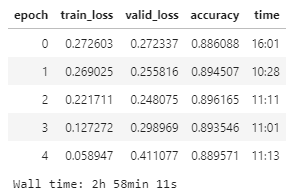 epoch train_loss valid_loss accuracy time
0 0.272603 0.272337 0.886088 16:01
1 0.269025 0.255816 0.894507 10:28
2 0.221711 0.248075 0.896165 11:11
3 0.127272 0.298969 0.893546 11:01
4 0.058947 0.411077 0.889571 11:13
Wall time: 2h 58min 11s